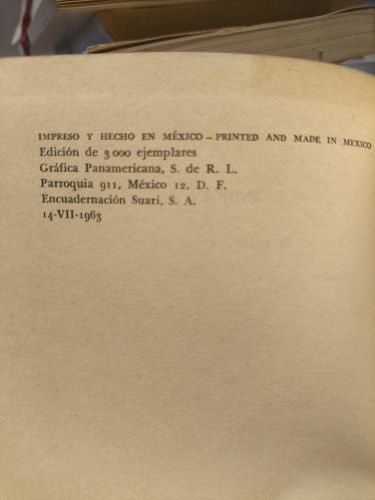 IMPRESO Y HECHO EN MÉXICO — PRINTED AND MADE IN MEXICO
Edición de 3 000 ejemplares
Gráfica Panamericana, S. de R. L.
Parroquia 911, México 12, D. F.
Encuadernación Suari, S. A.
14-VII-1963